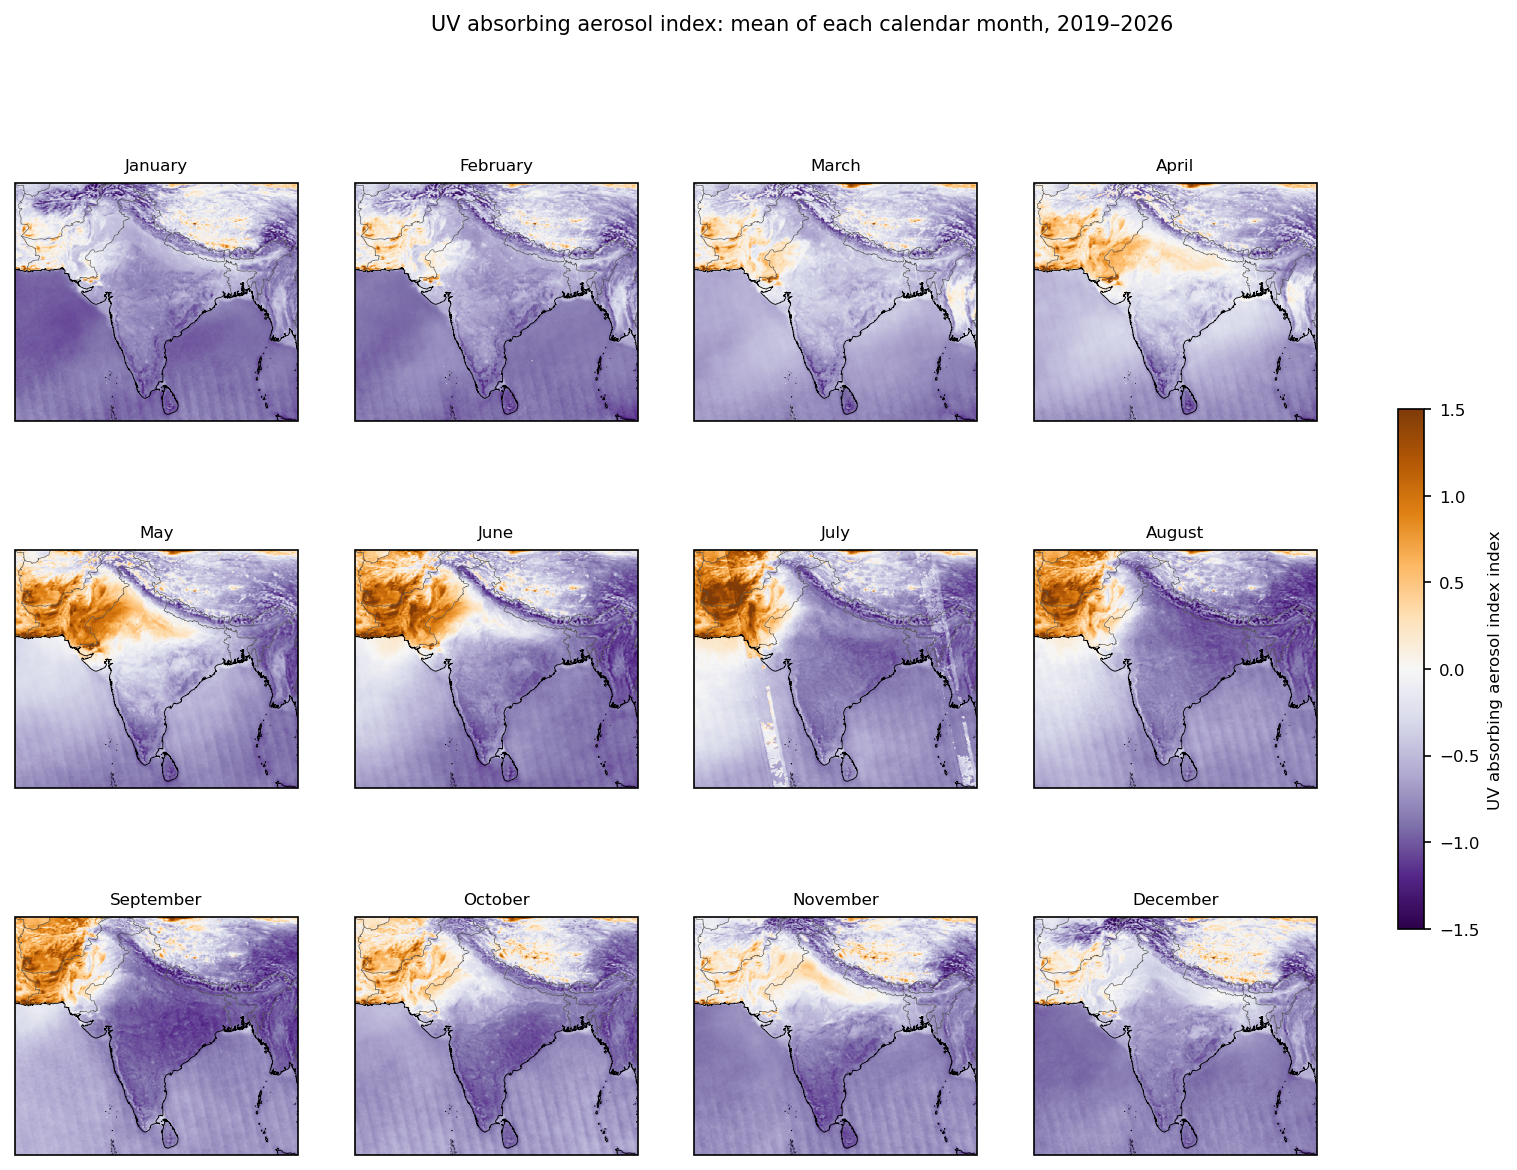 UV absorbing aerosol index: mean of each calendar month, 2019–2026
January
February
March
April
May
June
July
August
September
October
November
December
1.5
1.0
0.5
0.0
−0.5
−1.0
−1.5
UV absorbing aerosol index index